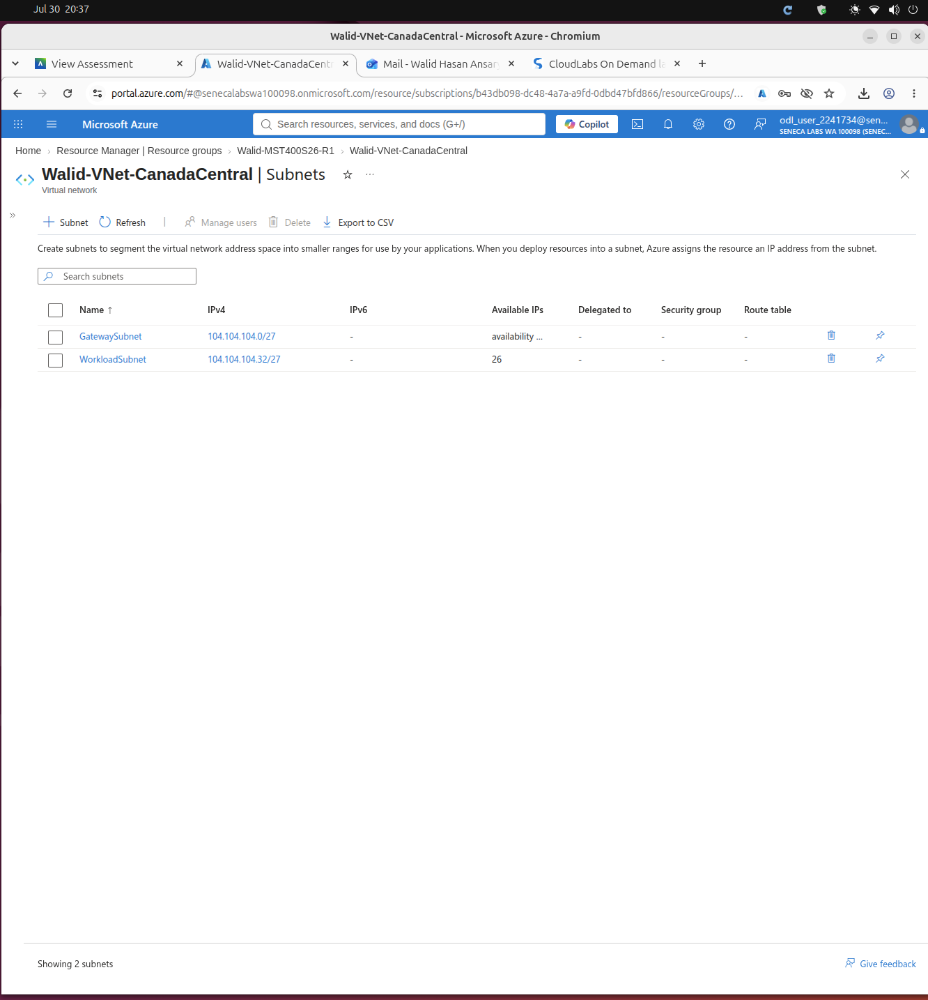 Jul 30 20:37
Walid-VNet-CanadaCentral - Microsoft Azure - Chromium
View Assessment
Walid-VNet-CanadaCent
Mail - Walid Hasan Ansar
CloudLabs On Demand la
portal.azure.com/#@senecalabswa100098.onmicrosoft.com/resource/subscriptions/b43db098-dc48-4a7a-a9fd-0dbd47bfd866/resourceGroups/...
Microsoft Azure
Search resources, services, and docs (G+/)
Copilot
odl_user_2241734@sen...
SENECA LABS WA 100098 (SENEC...
Home › Resource Manager | Resource groups › Walid-MST400S26-R1 › Walid-VNet-CanadaCentral
Walid-VNet-CanadaCentral | Subnets
Virtual network
Subnet Refresh | Manage users Delete Export to CSV
Create subnets to segment the virtual network address space into smaller ranges for use by your applications. When you deploy resources into a subnet, Azure assigns the resource an IP address from the subnet.
Search subnets
Name ↑ IPv4 IPv6 Available IPs Delegated to Security group Route table
GatewaySubnet 104.104.104.0/27 - availability ... - - -
WorkloadSubnet 104.104.104.32/27 - 26 - - -
Showing 2 subnets
Give feedback